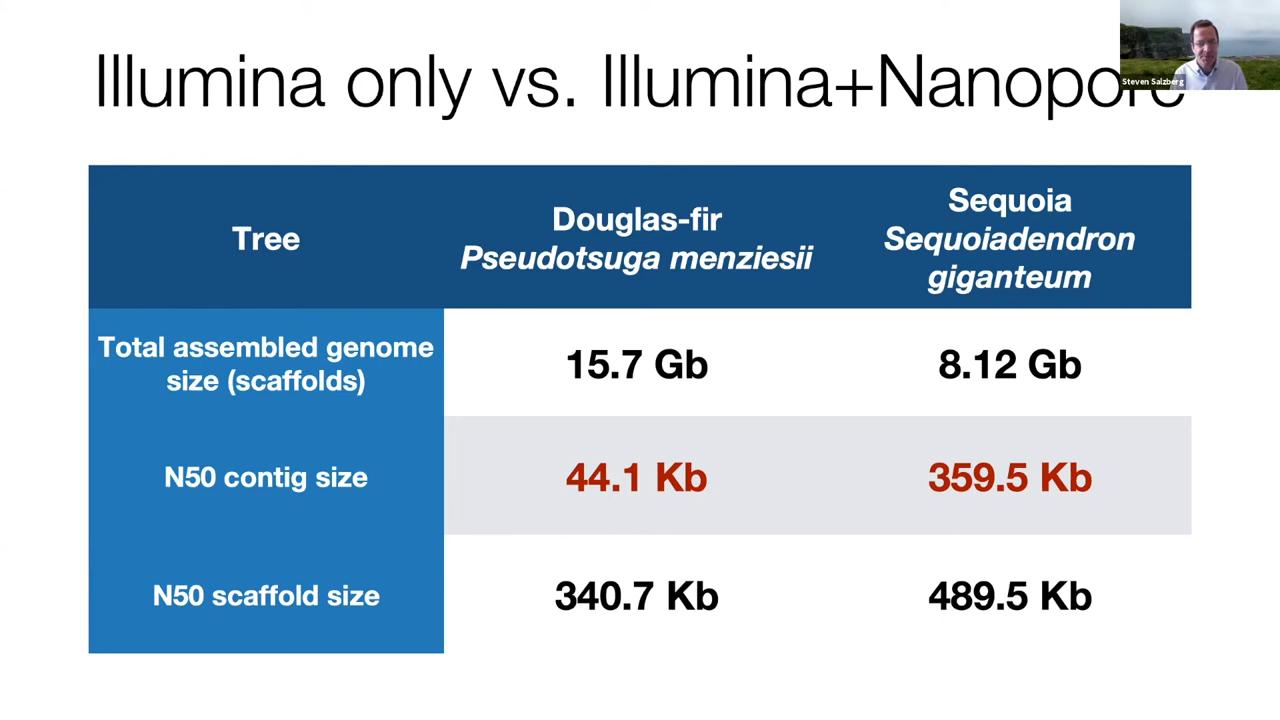 Illumina only vs. Illumina+Nanopore
Steven Salzberg
Tree
Douglas-fir
Pseudotsuga menziesii
Sequoia
Sequoiadendron
giganteum
Total assembled genome
size (scaffolds)
15.7 Gb
8.12 Gb
N50 contig size
44.1 Kb
359.5 Kb
N50 scaffold size
340.7 Kb
489.5 Kb